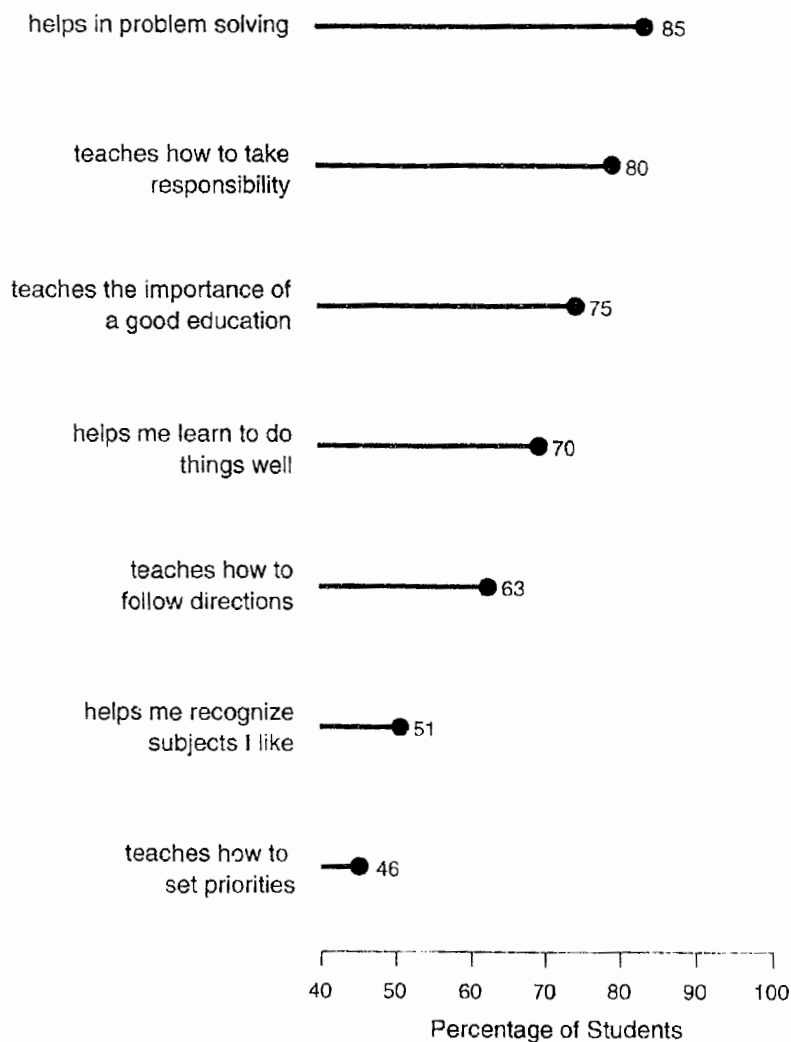 helps in problem solving 85
teaches how to take
responsibility 80
teaches the importance of
a good education 75
helps me learn to do
things well 70
teaches how to
follow directions 63
helps me recognize
subjects I like 51
teaches how to
set priorities 46
40 50 60 70 80 90 100
Percentage of Students